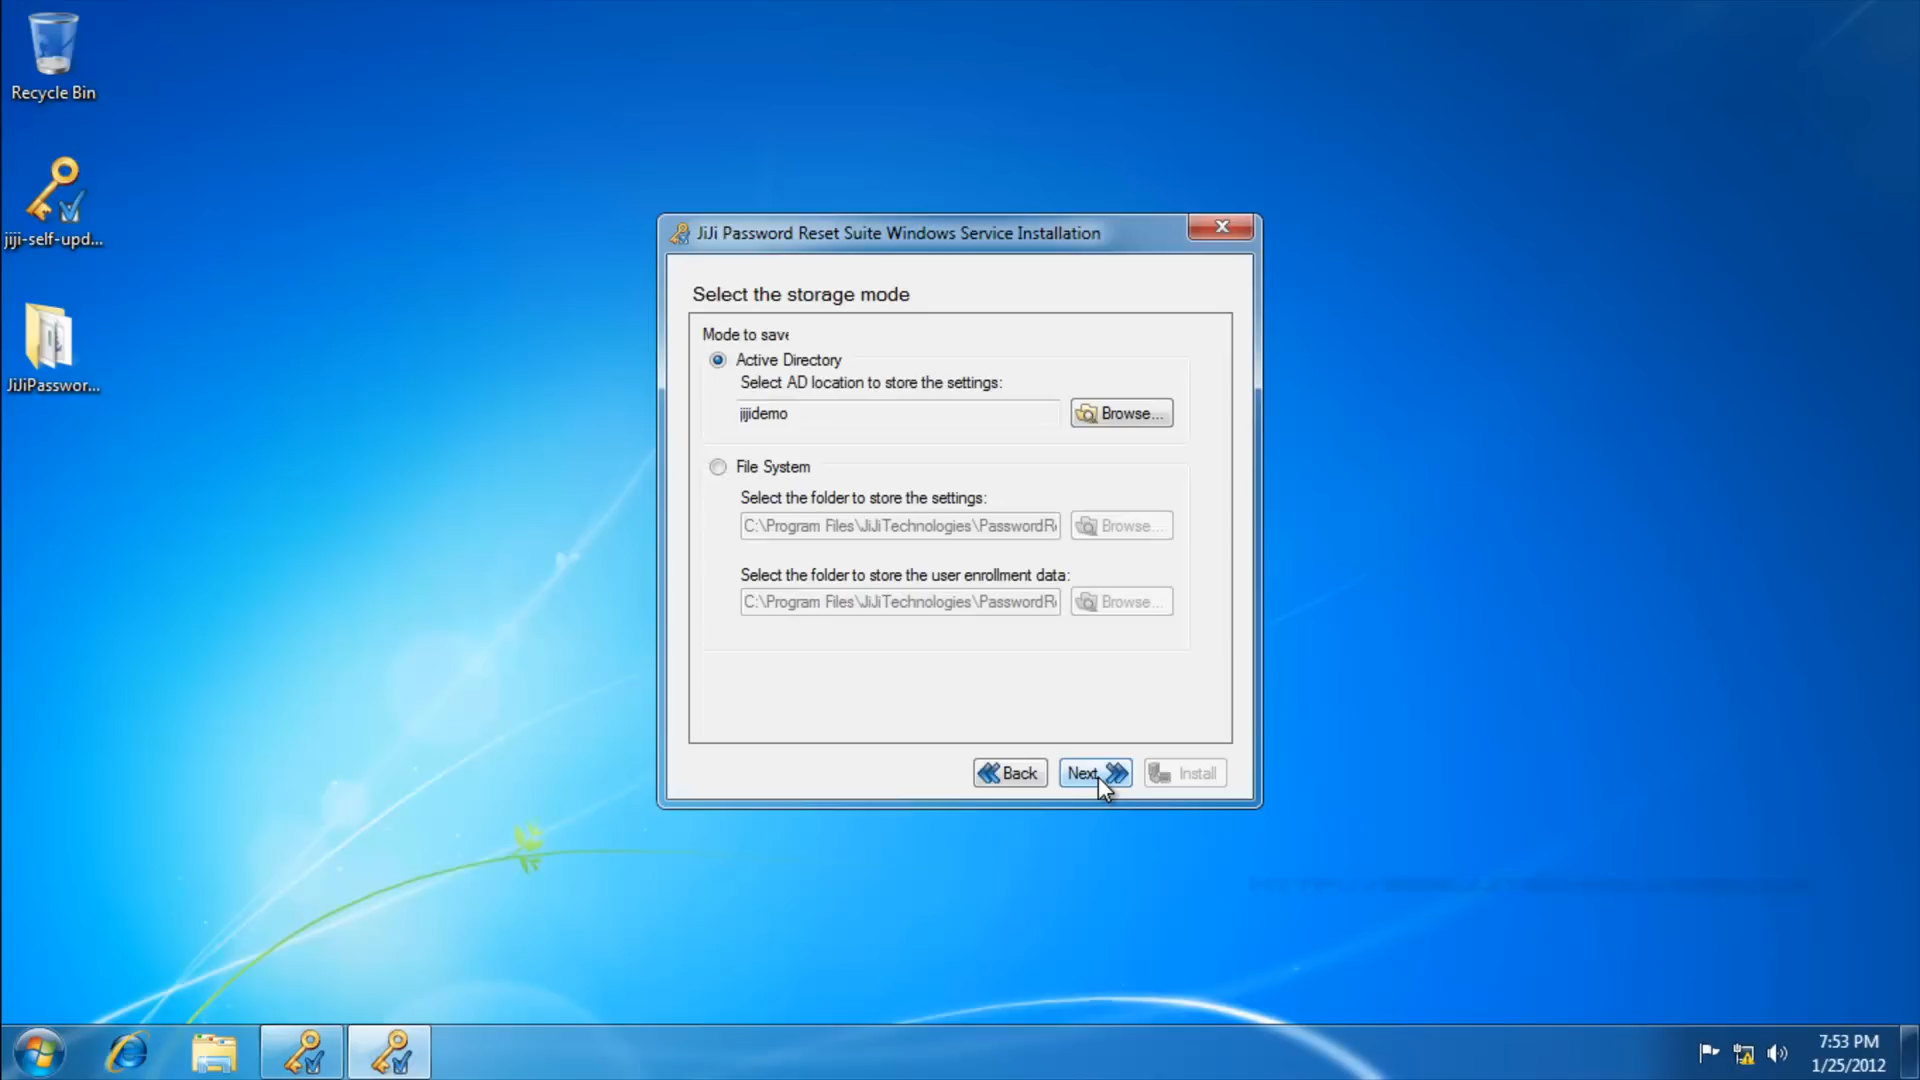 Recycle Bin
jiji-self-upd...
JiJiPasswor...
JiJi Password Reset Suite Windows Service Installation
Select the storage mode
Mode to save
Active Directory
Select AD location to store the settings:
jijidemo
Browse...
File System
Select the folder to store the settings:
C:\Program Files\JiJiTechnologies\PasswordR
Browse...
Select the folder to store the user enrollment data:
C:\Program Files\JiJiTechnologies\PasswordR
Browse...
Back
Next
Install
7:53 PM
1/25/2012